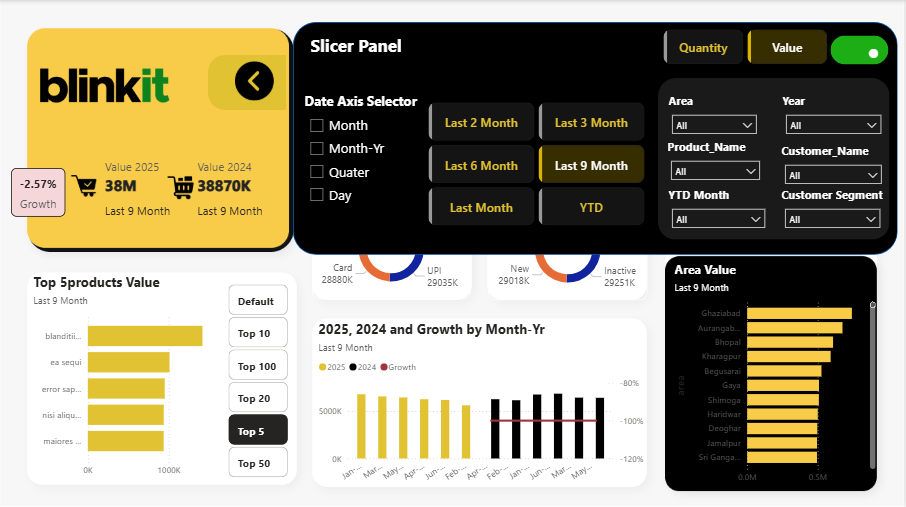 blinkit
-2.57%
Growth
Value 2025
38M
Last 9 Month
Value 2024
38870K
Last 9 Month
Slicer Panel
Quantity
Value
Date Axis Selector
Month
Month-Yr
Quater
Day
Last 2 Month
Last 3 Month
Last 6 Month
Last 9 Month
Last Month
YTD
Area
All
Year
All
Product_Name
All
Customer_Name
All
YTD Month
All
Customer Segment
All
Top 5products Value
Last 9 Month
blanditii...
ea sequi
error sap...
nisi aliqu...
maiores ...
0K
1000K
Default
Top 10
Top 100
Top 20
Top 5
Top 50
Card
28880K
UPI
29035K
New
29018K
Inactive
29251K
2025, 2024 and Growth by Month-Yr
Last 9 Month
2025
2024
Growth
5000K
0K
-80%
-100%
-120%
Jan-...
Mar...
May...
Apr-...
Jun-...
Feb-...
Apr-...
Feb-...
Mar...
Jan-...
Jun-...
Mar...
May...
Area Value
Last 9 Month
area
Ghaziabad
Aurangab...
Bhopal
Kharagpur
Begusarai
Gaya
Shimoga
Haridwar
Deoghar
Jamalpur
Sri Ganga...
0.0M
0.5M